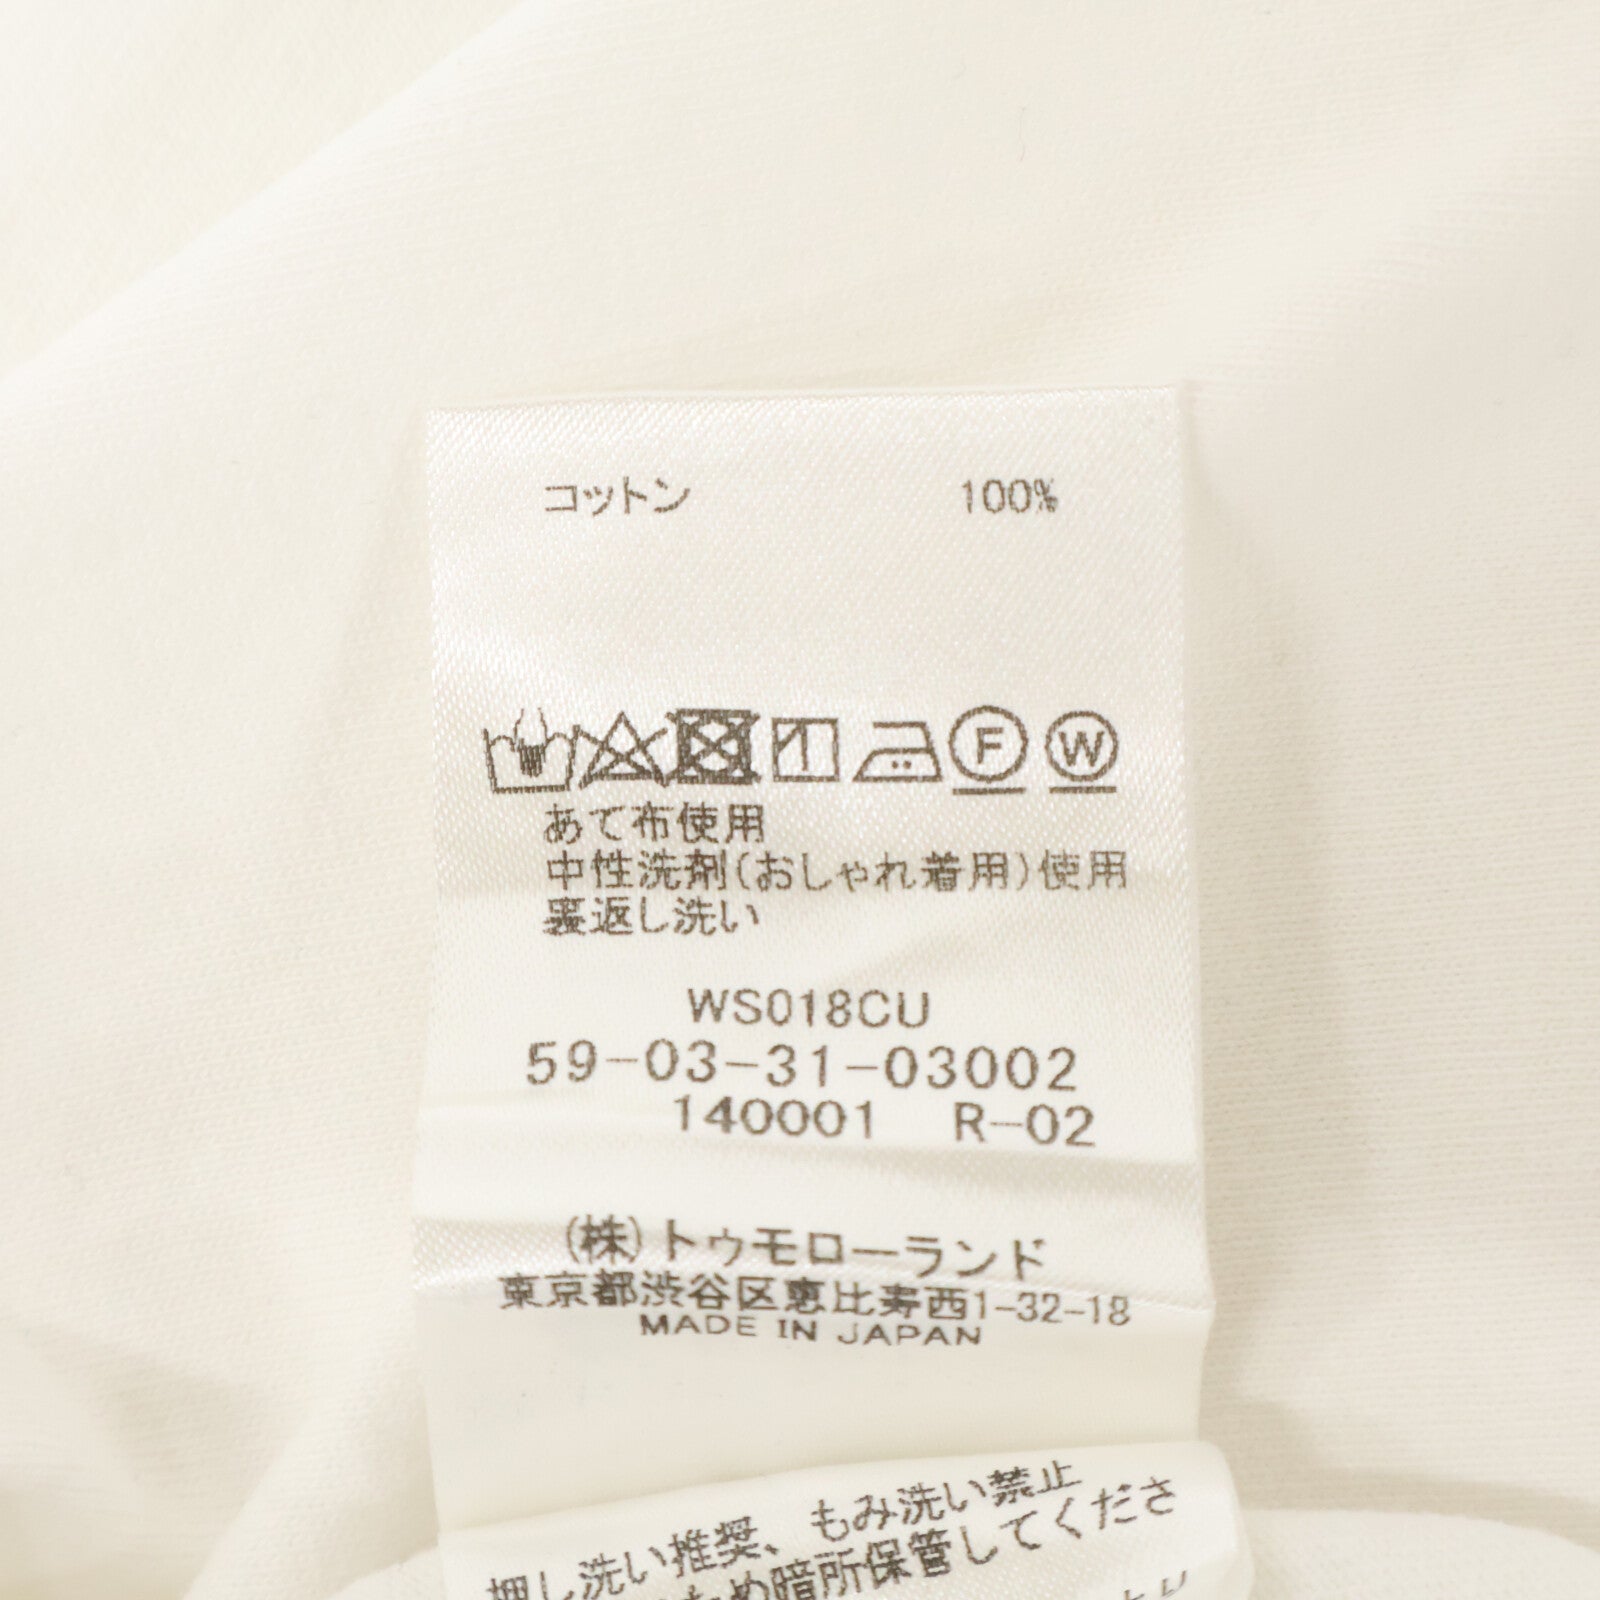 コットン 100%
F W
あて布使用
中性洗剤(おしゃれ着用)使用
裏返し洗い
WS018CU
59-03-31-03002
140001 R-02
(株)トゥモローランド
東京都渋谷区恵比寿西1-32-18
MADE IN JAPAN
押し洗い推奨、もみ洗い禁止
ため暗所保管してくださ